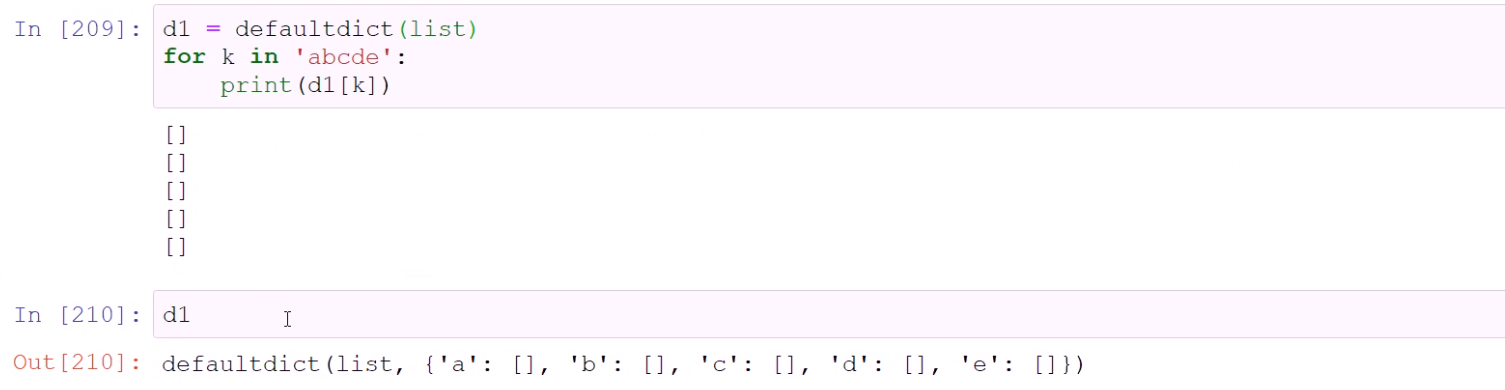 In [209]: d1 = defaultdict(list)
for k in 'abcde':
    print(d1[k])
[]
[]
[]
[]
[]
In [210]: d1
Out[210]: defaultdict(list, {'a': [], 'b': [], 'c': [], 'd': [], 'e': []})